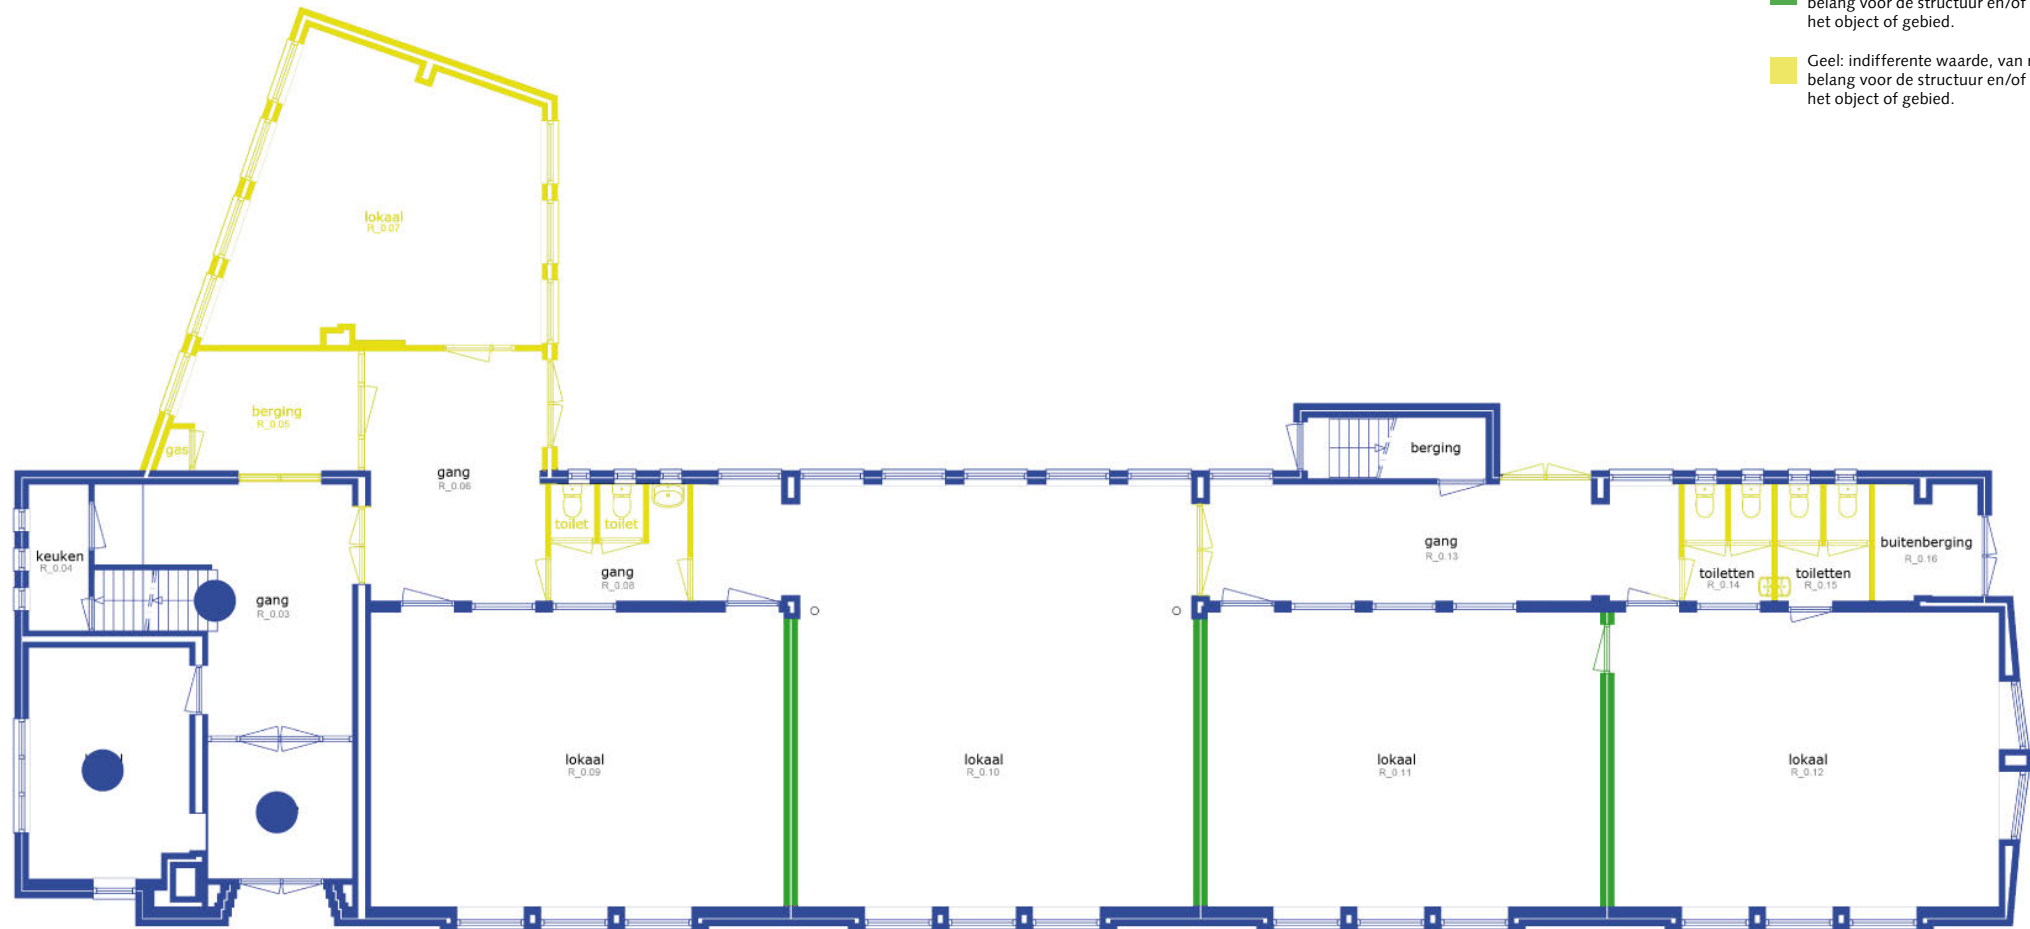 belang voor de structuur en/of
het object of gebied.
Geel: indifferente waarde, van
belang voor de structuur en/of
het object of gebied.
lokaal
R_0.07
berging
R_0.05
gas
gang
R_0.06
berging
toilet
toilet
keuken
R_0.04
gang
R_0.03
gang
R_0.08
gang
R_0.13
toiletten
R_0.14
toiletten
R_0.15
buitenberging
R_0.16
lokaal
R_0.09
lokaal
R_0.10
lokaal
R_0.11
lokaal
R_0.12